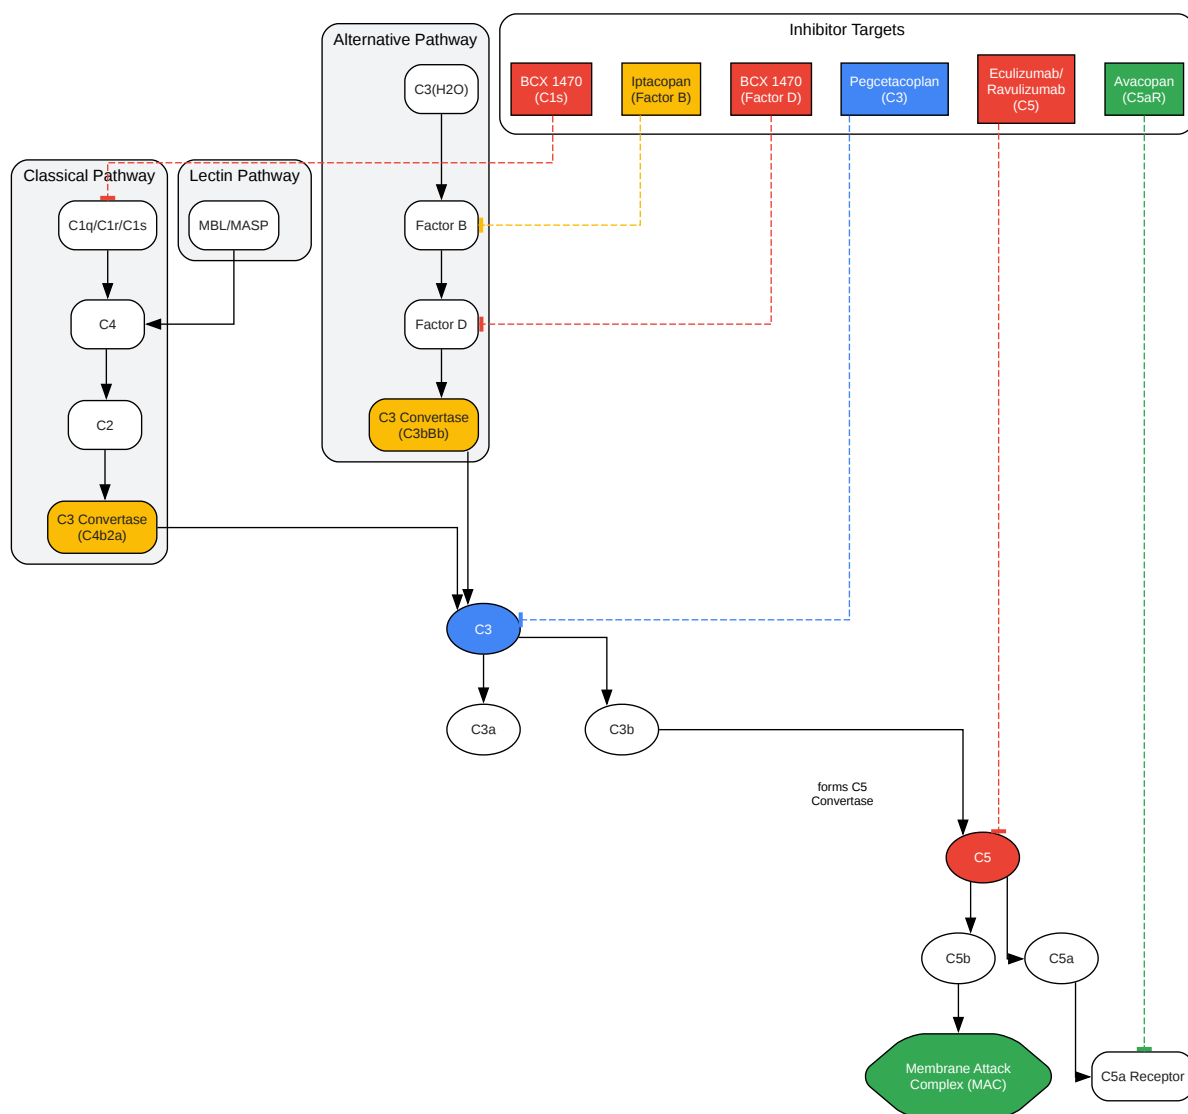 Inhibitor Targets
BCX 1470
(C1s)
Iptacopan
(Factor B)
BCX 1470
(Factor D)
Pegcetacoplan
(C3)
Eculizumab/
Ravulizumab
(C5)
Avacopan
(C5aR)
Alternative Pathway
C3(H2O)
Factor B
Factor D
C3 Convertase
(C3bBb)
Classical Pathway
C1q/C1r/C1s
C4
C2
C3 Convertase
(C4b2a)
Lectin Pathway
MBL/MASP
C3
C3a
C3b
forms C5
Convertase
C5
C5b
C5a
Membrane Attack
Complex (MAC)
C5a Receptor